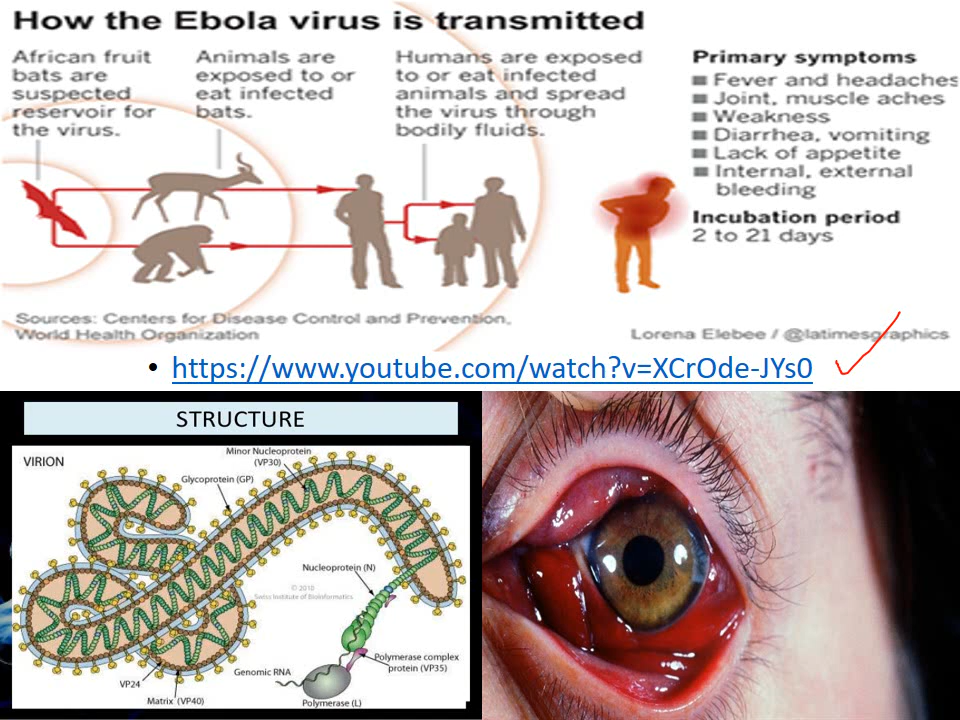 How the Ebola virus is transmitted
African fruit
bats are
suspected
reservoir for
the virus.
Animals are
exposed to or
eat infected
bats.
Humans are exposed
to or eat infected
animals and spread
the virus through
bodily fluids.
Primary symptoms
Fever and headaches
Joint, muscle aches
Weakness
Diarrhea, vomiting
Lack of appetite
Internal, external
bleeding
Incubation period
2 to 21 days
Sources: Centers for Disease Control and Prevention,
World Health Organization
Lorena Elebee / @latimesgraphics
• https://www.youtube.com/watch?v=XCrOde-JYs0
STRUCTURE
VIRION
Minor Nucleoprotein
(VP30)
Glycoprotein (GP)
Nucleoprotein (N)
© 2010
Swiss Institute of Bioinformatics
Polymerase complex
protein (VP35)
Genomic RNA
VP24
Matrix (VP40)
Polymerase (L)